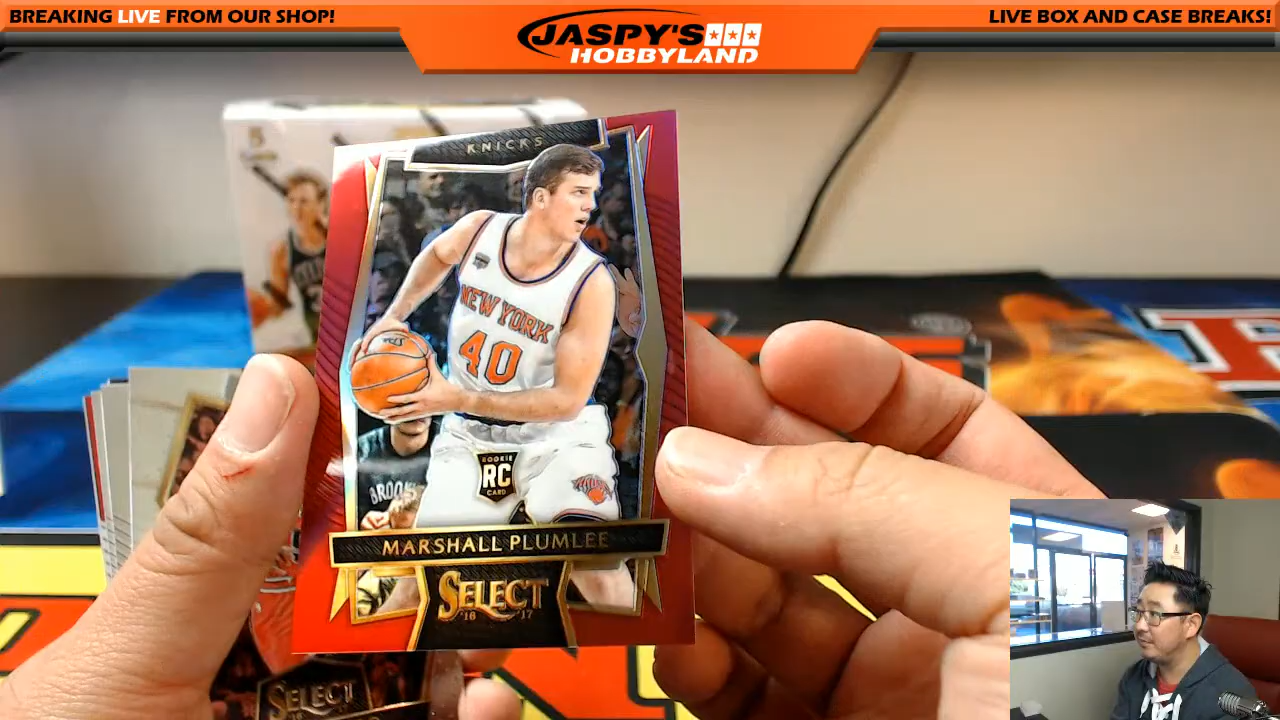 BREAKING LIVE FROM OUR SHOP!
JASPY'S
HOBBYLAND
LIVE BOX AND CASE BREAKS!
KNICKS
NEW YORK
40
ROOKIE
RC
CARD
MARSHALL PLUMLEE
SELECT
16 17
SELECT